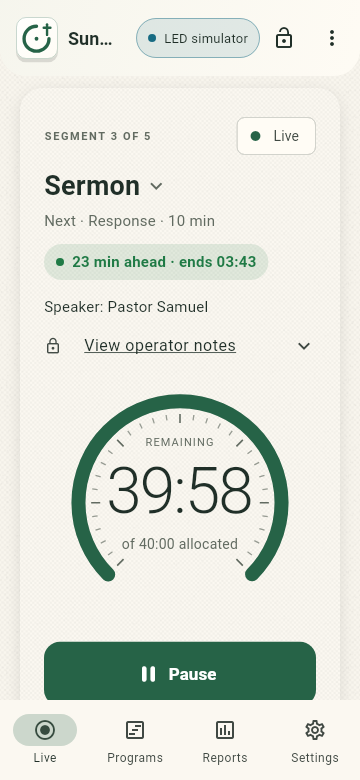 Sun…
LED simulator
SEGMENT 3 OF 5
Live
Sermon
Next · Response · 10 min
23 min ahead · ends 03:43
Speaker: Pastor Samuel
View operator notes
REMAINING
39:58
of 40:00 allocated
Pause
Live
Programs
Reports
Settings